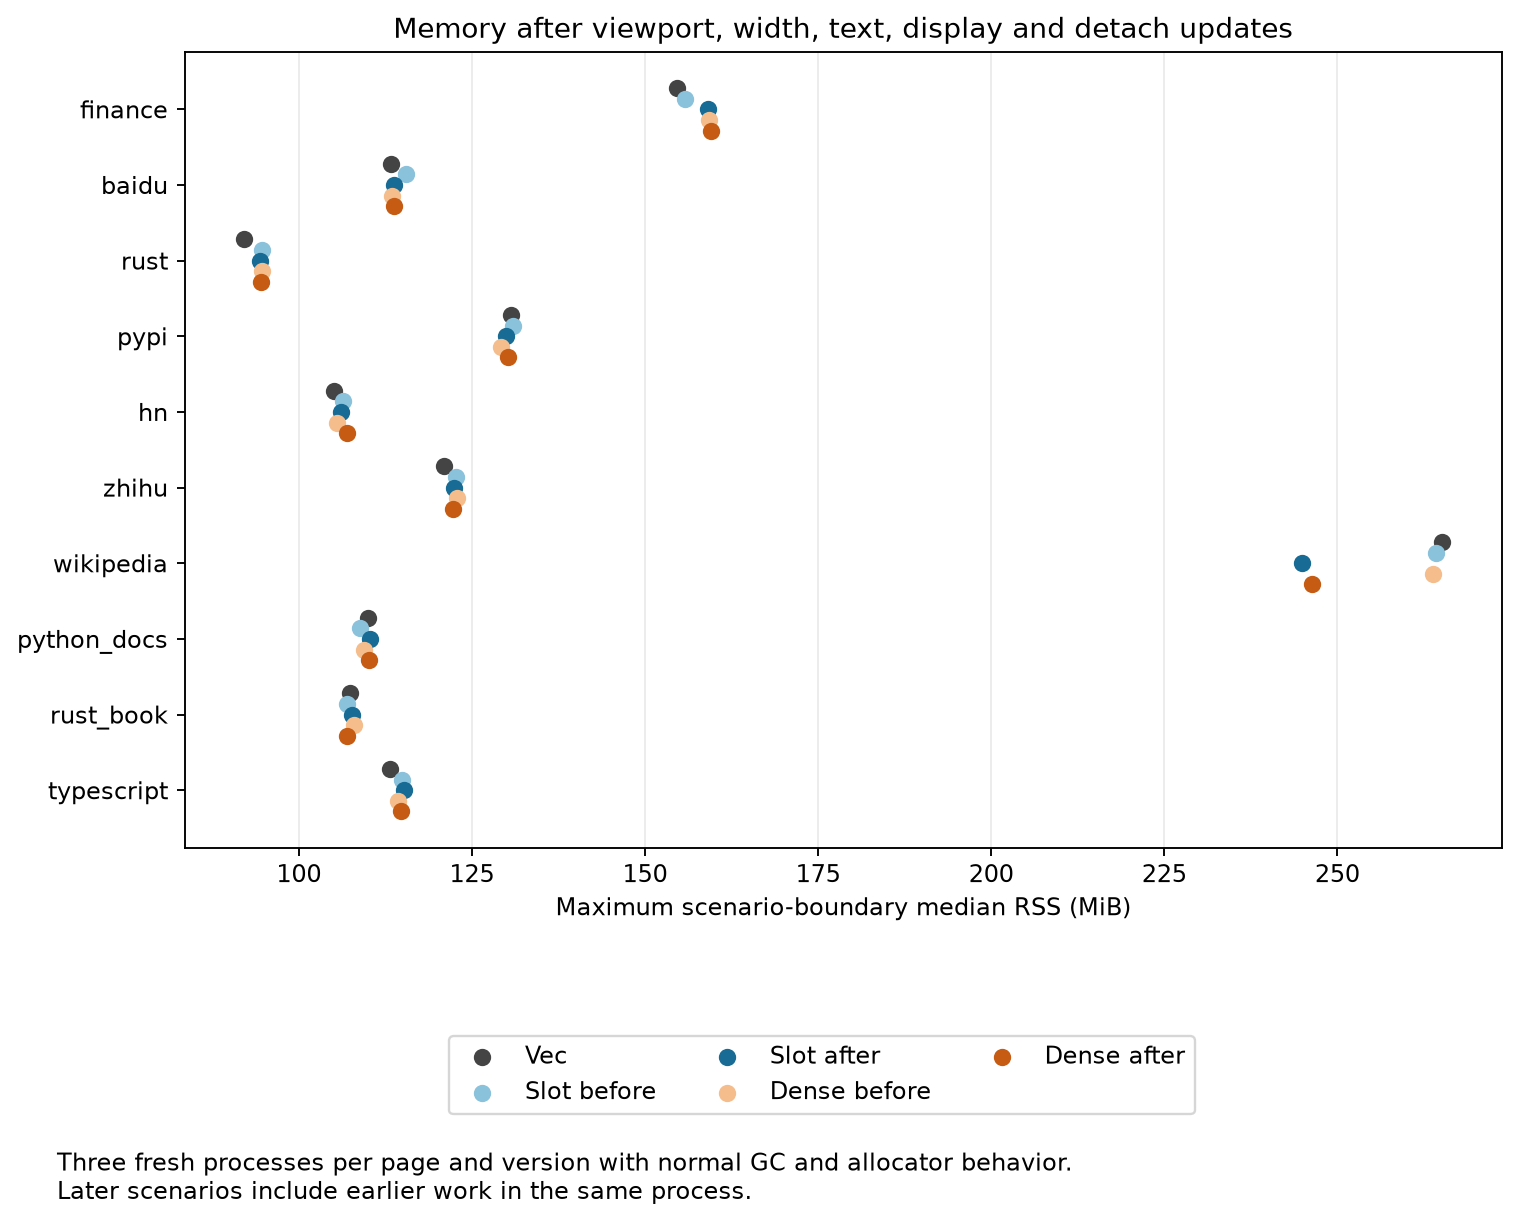 Memory after viewport, width, text, display and detach updates
finance
baidu
rust
pypi
hn
zhihu
wikipedia
python_docs
rust_book
typescript
100 125 150 175 200 225 250
Maximum scenario-boundary median RSS (MiB)
Vec Slot after Dense after
Slot before Dense before
Three fresh processes per page and version with normal GC and allocator behavior.
Later scenarios include earlier work in the same process.